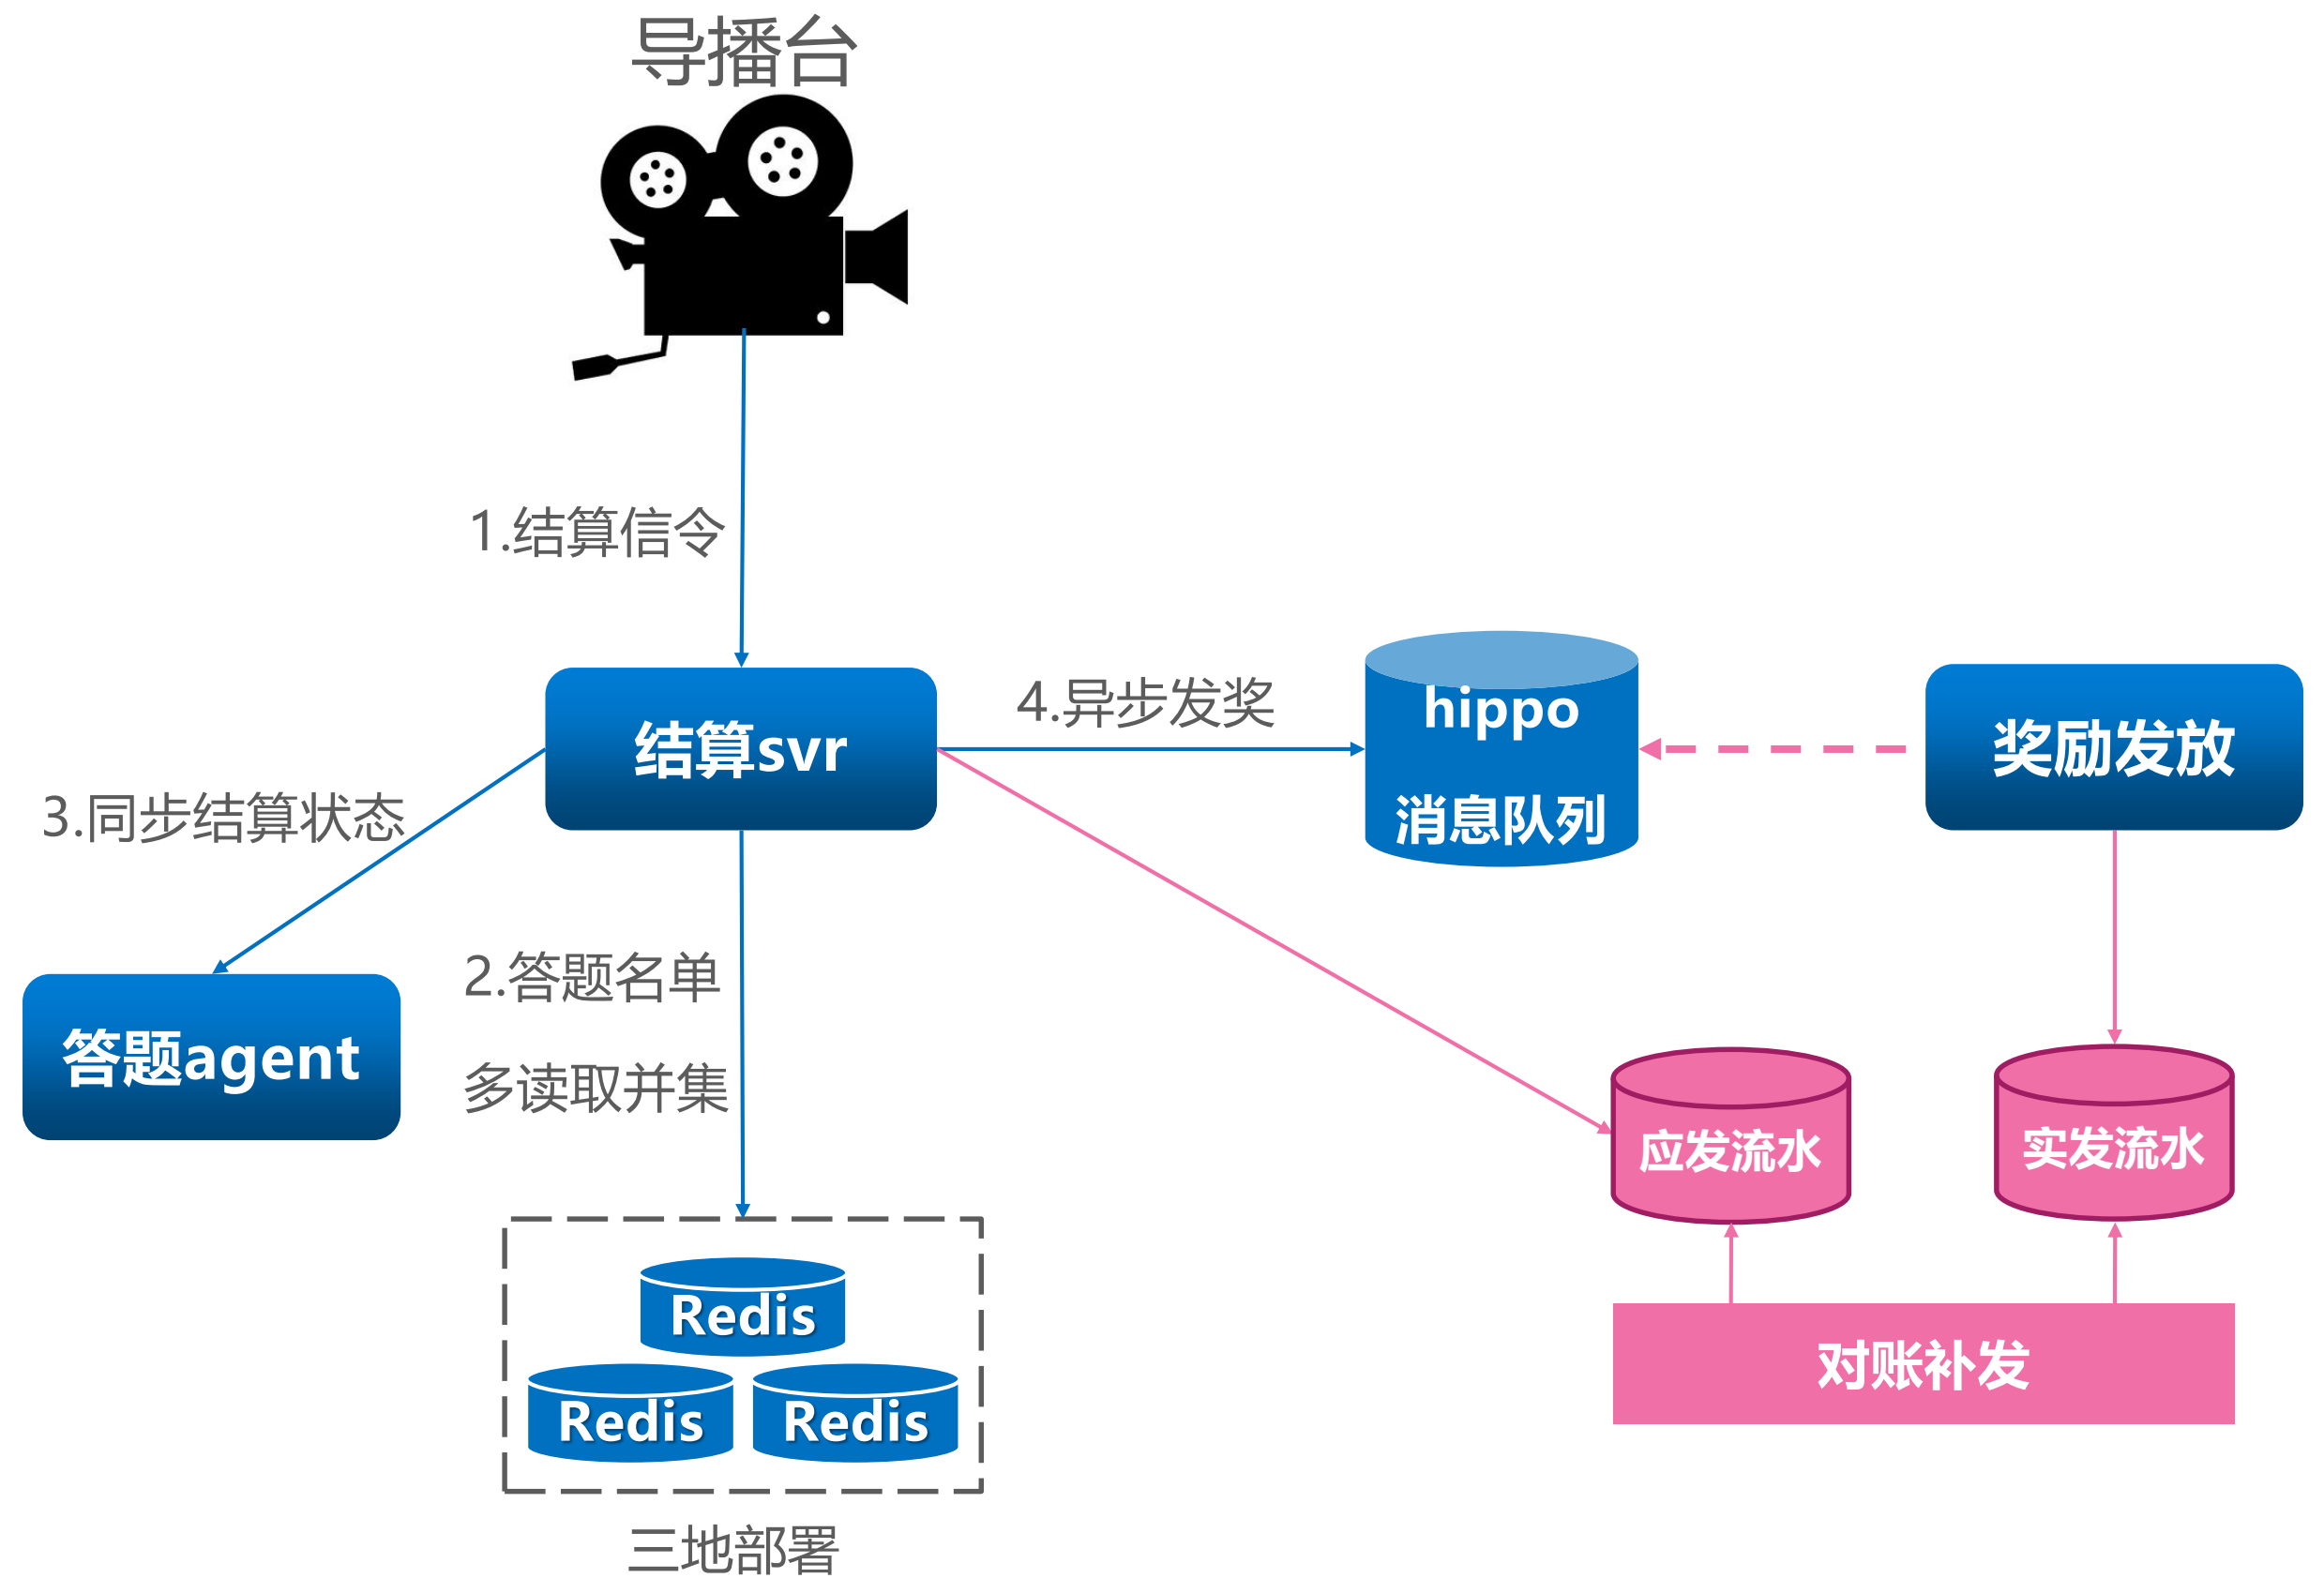 导播台
1.结算信令
4.异步发奖
hippo
消息队列
结算svr
奖励发放
3.同步结算状态
2.答题名单
多读取并集
答题agent
应发流水
实发流水
Redis
Redis
Redis
双队补发
三地部署